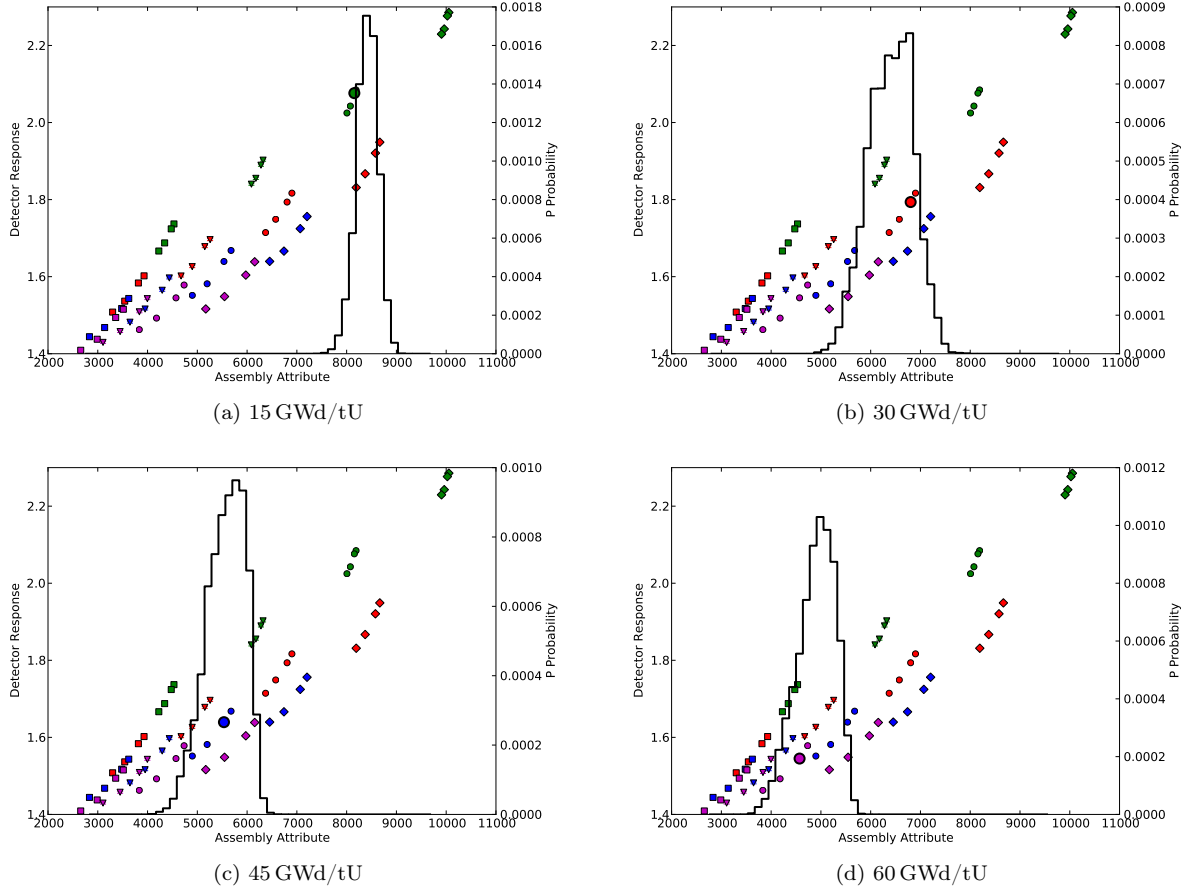 2.2
2.0
1.8
1.6
1.4
Detector Response
2000 3000 4000 5000 6000 7000 8000 9000 10000 11000
Assembly Attribute
0.0018
0.0016
0.0014
0.0012
0.0010
0.0008
0.0006
0.0004
0.0002
0.0000
P Probability
(a) 15 GWd/tU
2.2
2.0
1.8
1.6
1.4
Detector Response
2000 3000 4000 5000 6000 7000 8000 9000 10000 11000
Assembly Attribute
0.0009
0.0008
0.0007
0.0006
0.0005
0.0004
0.0003
0.0002
0.0001
0.0000
P Probability
(b) 30 GWd/tU
2.2
2.0
1.8
1.6
1.4
Detector Response
2000 3000 4000 5000 6000 7000 8000 9000 10000 11000
Assembly Attribute
0.0010
0.0008
0.0006
0.0004
0.0002
0.0000
P Probability
(c) 45 GWd/tU
2.2
2.0
1.8
1.6
1.4
Detector Response
2000 3000 4000 5000 6000 7000 8000 9000 10000 11000
Assembly Attribute
0.0012
0.0010
0.0008
0.0006
0.0004
0.0002
0.0000
P Probability
(d) 60 GWd/tU